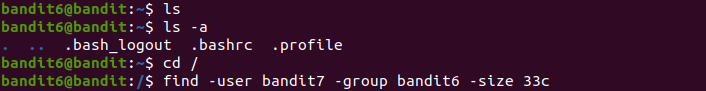 bandit6@bandit:~$ ls
bandit6@bandit:~$ ls -a
.  ..  .bash_logout  .bashrc  .profile
bandit6@bandit:~$ cd /
bandit6@bandit:/$ find -user bandit7 -group bandit6 -size 33c